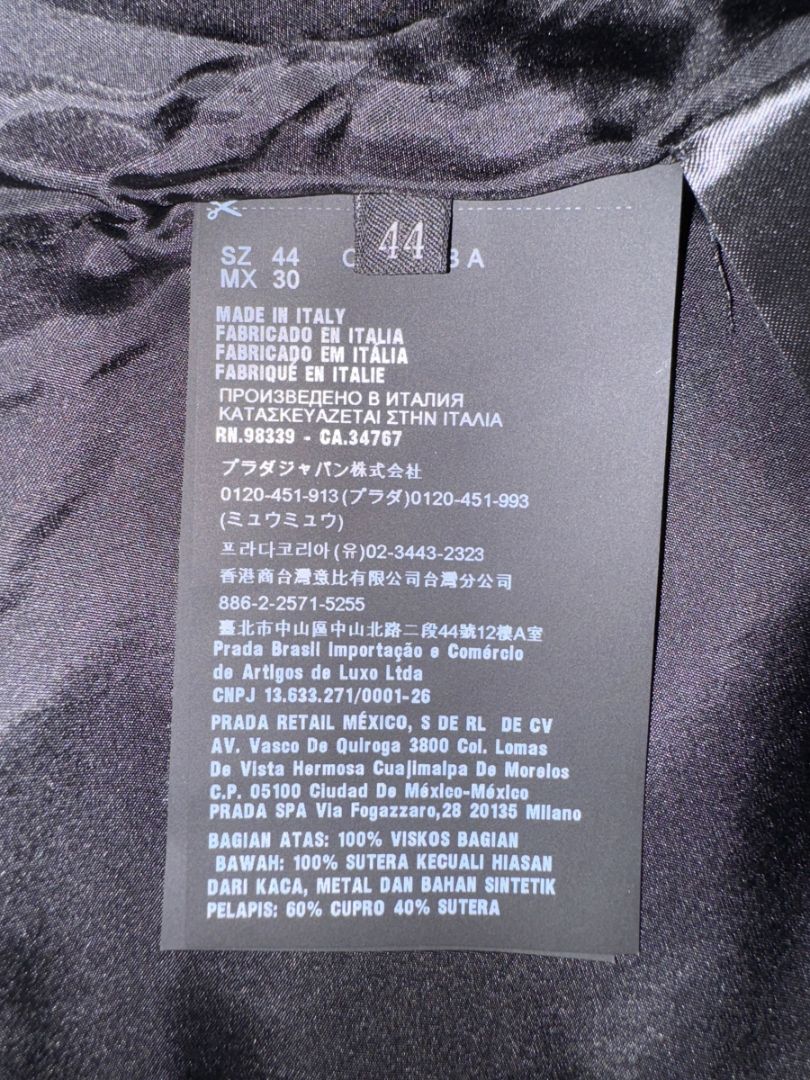 44
SZ 44
MX 30
MADE IN ITALY
FABRICADO EN ITALIA
FABRICADO EM ITÁLIA
FABRIQUÉ EN ITALIE
ПРОИЗВЕДЕНО В ИТАЛИЯ
ΚΑΤΑΣΚΕΥΑΖΕΤΑΙ ΣΤΗΝ ΙΤΑΛΙΑ
RN.98339 - CA.34767
プラダジャパン株式会社
0120-451-913(プラダ)0120-451-993
(ミュウミュウ)
프라다코리아(유)02-3443-2323
香港商台灣意比有限公司台灣分公司
886-2-2571-5255
臺北市中山區中山北路二段44號12樓A室
Prada Brasil Importação e Comércio
de Artigos de Luxo Ltda
CNPJ 13.633.271/0001-26
PRADA RETAIL MÉXICO, S DE RL DE CV
AV. Vasco De Quiroga 3800 Col. Lomas
De Vista Hermosa Cuajimalpa De Morelos
C.P. 05100 Ciudad De México-México
PRADA SPA Via Fogazzaro,28 20135 Milano
BAGIAN ATAS: 100% VISKOS BAGIAN
BAWAH: 100% SUTERA KECUALI HIASAN
DARI KACA, METAL DAN BAHAN SINTETIK
PELAPIS: 60% CUPRO 40% SUTERA